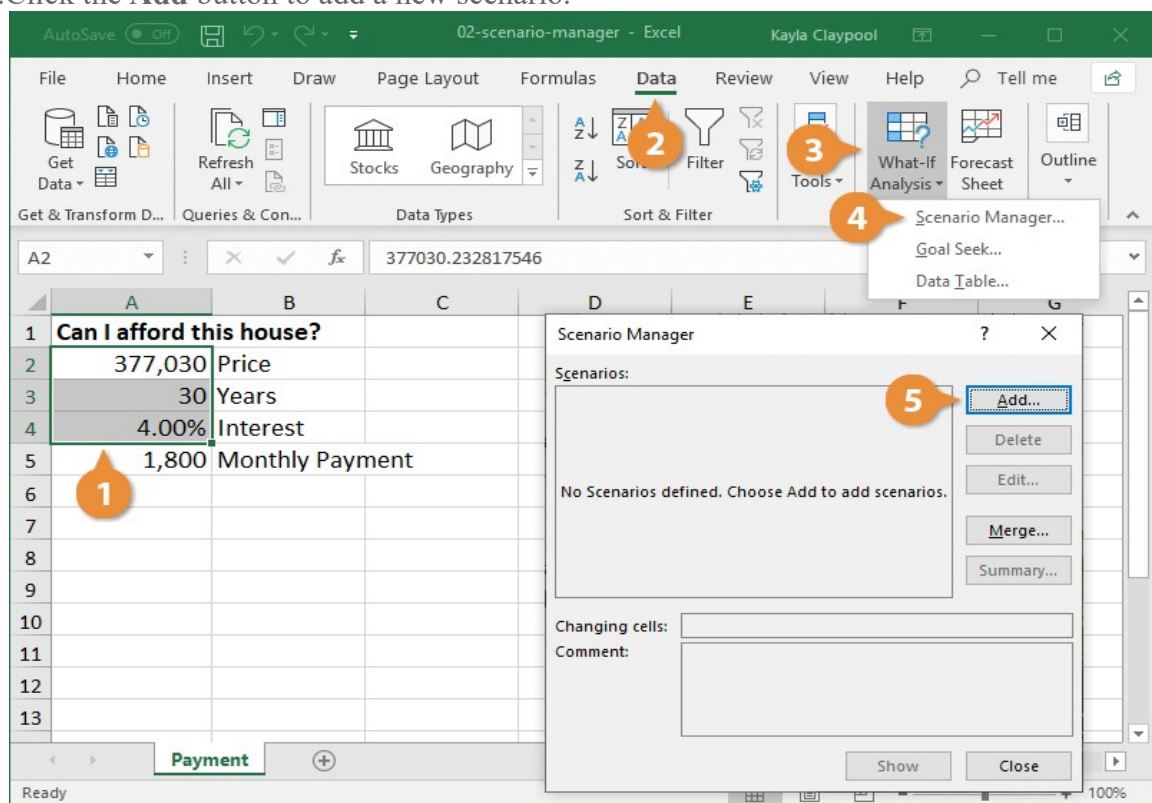 Click the Add button to add a new scenario.
AutoSave Off 02-scenario-manager - Excel Kayla Claypool
File Home Insert Draw Page Layout Formulas Data Review View Help Tell me
2
3
Get Data
Refresh All
Stocks Geography
Filter
Tools
What-If Analysis
Forecast Sheet
Outline
Get & Transform D... Queries & Con... Data Types Sort & Filter
4
Scenario Manager...
Goal Seek...
Data Table...
A2 fx 377030.232817546
A B C D E F G
1 Can I afford this house?
2 377,030 Price
3 30 Years
4 4.00% Interest
5 1,800 Monthly Payment
6
1
7
8
9
10
11
12
13
Scenario Manager ?
Scenarios:
5
Add...
Delete
Edit...
No Scenarios defined. Choose Add to add scenarios.
Merge...
Summary...
Changing cells:
Comment:
Show Close
Payment
Ready 100%